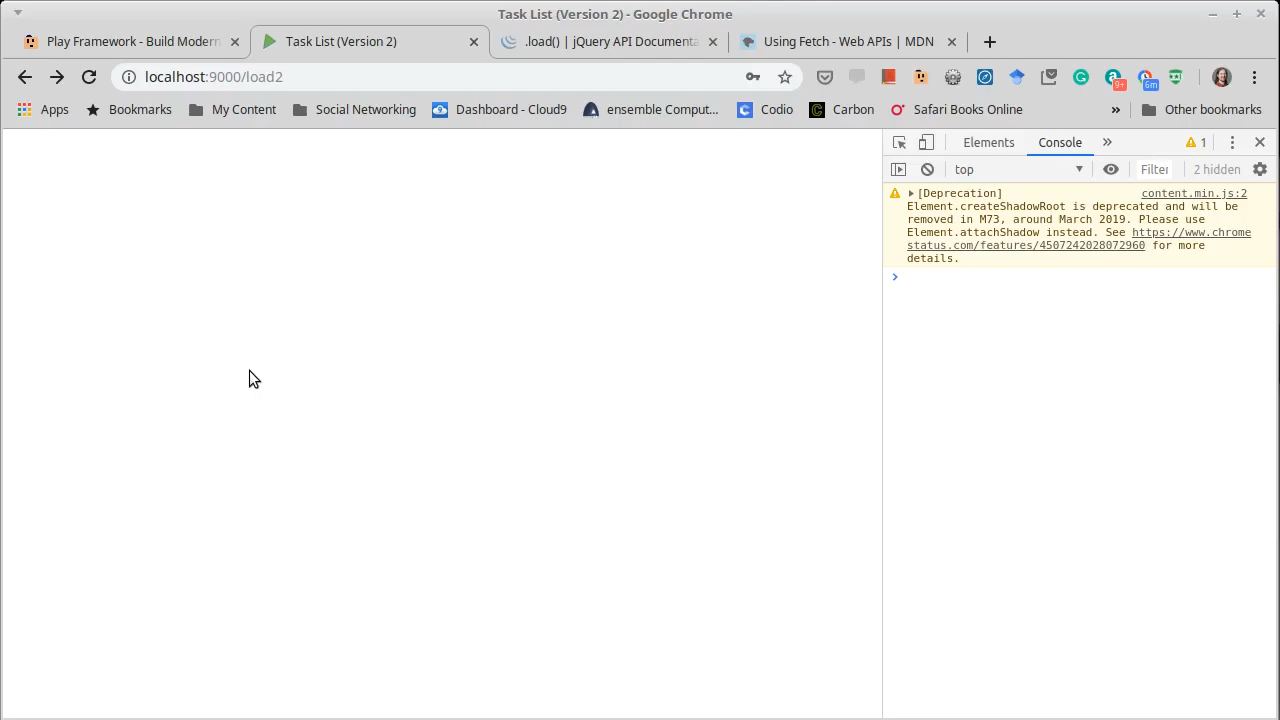 Task List (Version 2) - Google Chrome
Play Framework - Build Modern
Task List (Version 2)
.load() | jQuery API Documenta
Using Fetch - Web APIs | MDN
localhost:9000/load2
9+
6m
Apps
Bookmarks
My Content
Social Networking
Dashboard - Cloud9
ensemble Comput...
Codio
Carbon
Safari Books Online
»
Other bookmarks
Elements
Console
»
1
top
Filter
2 hidden
[Deprecation]
content.min.js:2
Element.createShadowRoot is deprecated and will be
removed in M73, around March 2019. Please use
Element.attachShadow instead. See https://www.chrome
status.com/features/4507242028072960 for more
details.